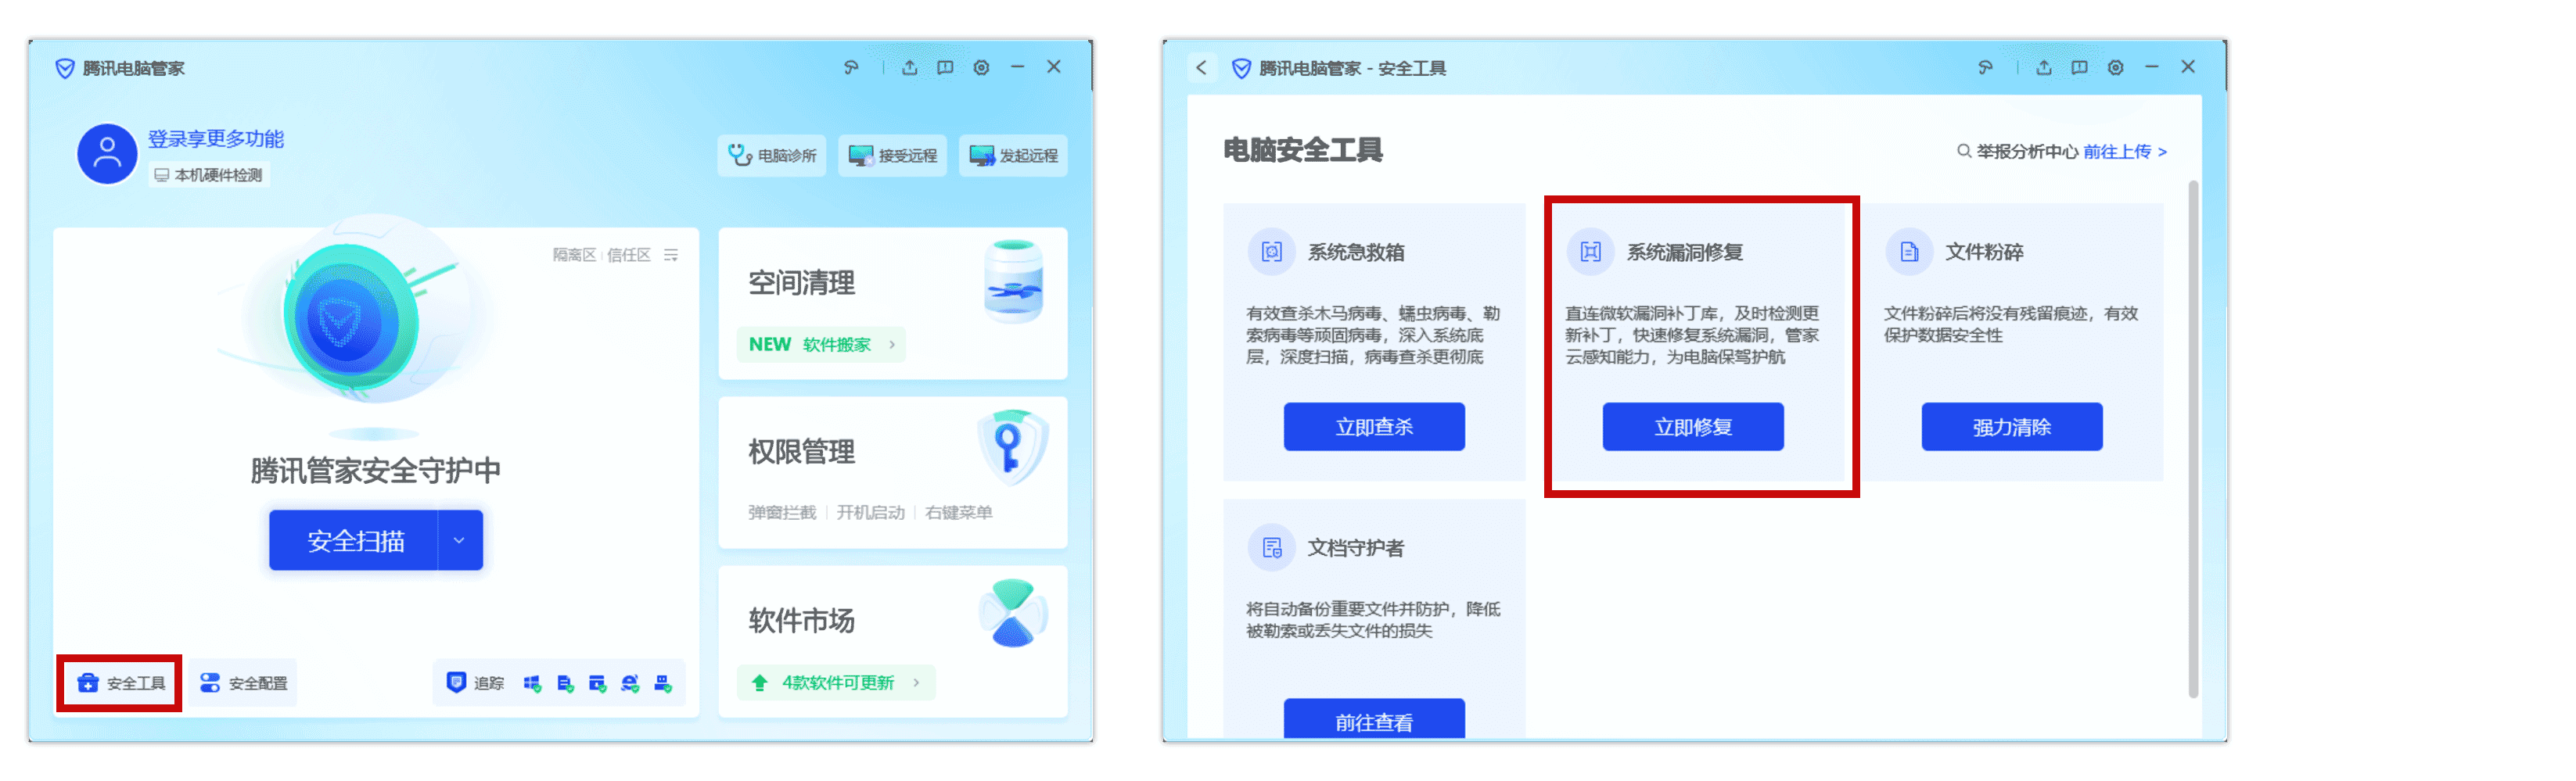 腾讯电脑管家
登录享更多功能
本机硬件检测
电脑诊所
接受远程
发起远程
隔离区
信任区
腾讯管家安全守护中
安全扫描
安全工具
安全配置
追踪
空间清理
NEW 软件搬家 >
权限管理
弹窗拦截 | 开机启动 | 右键菜单
软件市场
4款软件可更新 >
腾讯电脑管家 - 安全工具
电脑安全工具
举报分析中心 前往上传 >
系统急救箱
有效查杀木马病毒、蠕虫病毒、勒
索病毒等顽固病毒，深入系统底
层，深度扫描，病毒查杀更彻底
立即查杀
系统漏洞修复
直连微软漏洞补丁库，及时检测更
新补丁，快速修复系统漏洞，管家
云感知能力，为电脑保驾护航
立即修复
文件粉碎
文件粉碎后将没有残留痕迹，有效
保护数据安全性
强力清除
文档守护者
将自动备份重要文件并防护，降低
被勒索或丢失文件的损失
前往查看